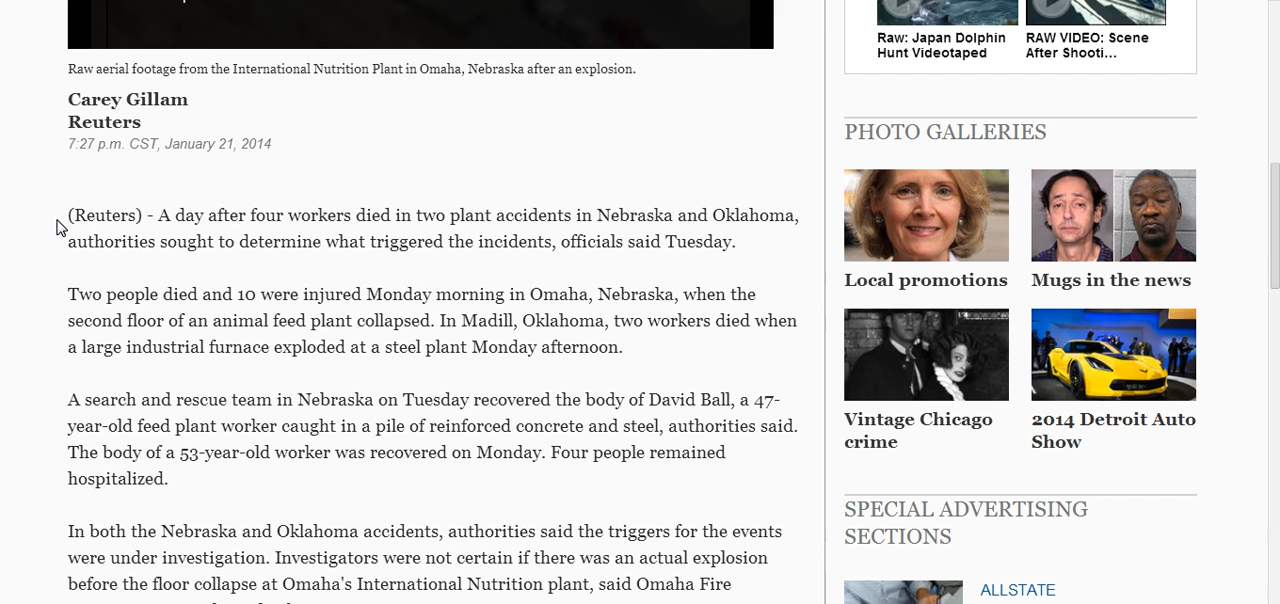 Raw: Japan Dolphin
Hunt Videotaped
RAW VIDEO: Scene
After Shooti...
Raw aerial footage from the International Nutrition Plant in Omaha, Nebraska after an explosion.
Carey Gillam
Reuters
7:27 p.m. CST, January 21, 2014
(Reuters) - A day after four workers died in two plant accidents in Nebraska and Oklahoma,
authorities sought to determine what triggered the incidents, officials said Tuesday.
Two people died and 10 were injured Monday morning in Omaha, Nebraska, when the
second floor of an animal feed plant collapsed. In Madill, Oklahoma, two workers died when
a large industrial furnace exploded at a steel plant Monday afternoon.
A search and rescue team in Nebraska on Tuesday recovered the body of David Ball, a 47-
year-old feed plant worker caught in a pile of reinforced concrete and steel, authorities said.
The body of a 53-year-old worker was recovered on Monday. Four people remained
hospitalized.
In both the Nebraska and Oklahoma accidents, authorities said the triggers for the events
were under investigation. Investigators were not certain if there was an actual explosion
before the floor collapse at Omaha's International Nutrition plant, said Omaha Fire
PHOTO GALLERIES
Local promotions
Mugs in the news
Vintage Chicago
crime
2014 Detroit Auto
Show
SPECIAL ADVERTISING
SECTIONS
ALLSTATE